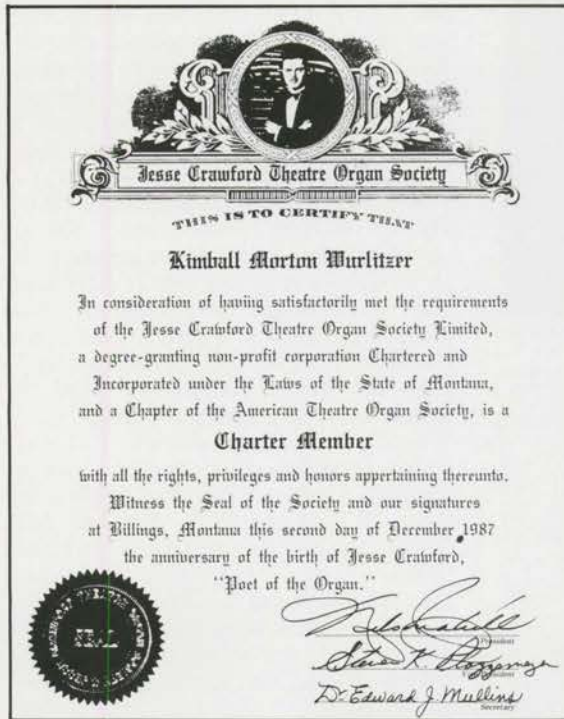 Jesse Crawford Theatre Organ Society
THIS IS TO CERTIFY THAT
Kimball Morton Wurlitzer
In consideration of having satisfactorily met the requirements
of the Jesse Crawford Theatre Organ Society Limited,
a degree-granting non-profit corporation Chartered and
Incorporated under the Laws of the State of Montana,
and a Chapter of the American Theatre Organ Society, is a
Charter Member
with all the rights, privileges and honors appertaining thereunto.
Witness the Seal of the Society and our signatures
at Billings, Montana this second day of December 1987
the anniversary of the birth of Jesse Crawford,
"Poet of the Organ."
SEAL
President
Steven K.
President
Dr. Edward J. Mullins
Secretary